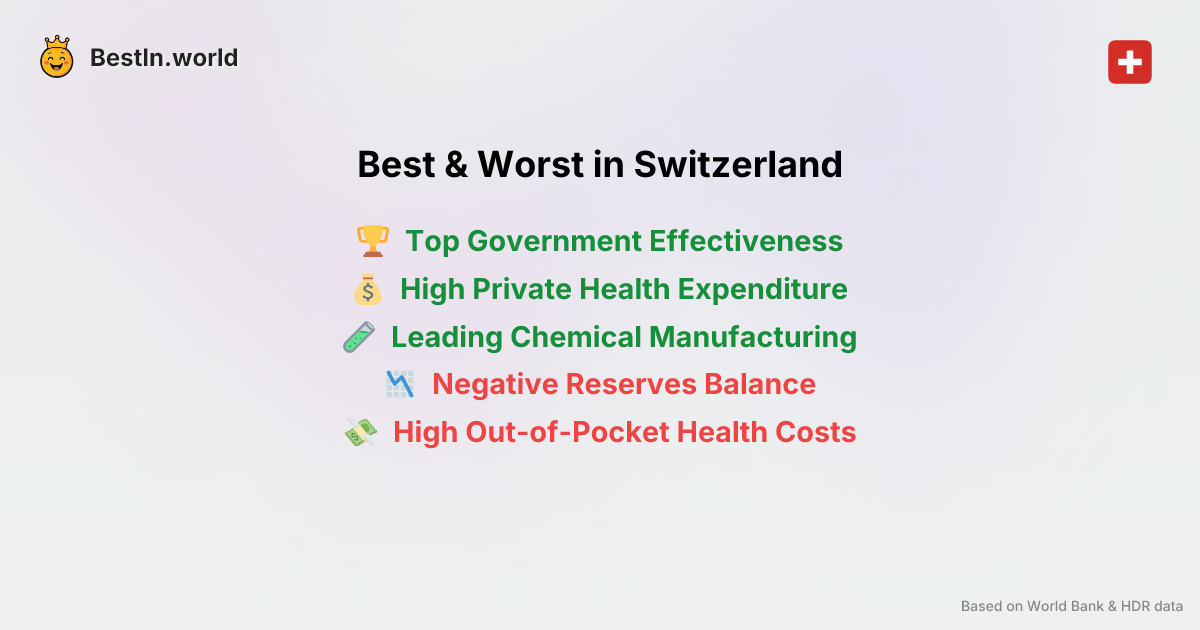 BestIn.world
Best & Worst in Switzerland
Top Government Effectiveness
High Private Health Expenditure
Leading Chemical Manufacturing
Negative Reserves Balance
High Out-of-Pocket Health Costs
Based on World Bank & HDR data